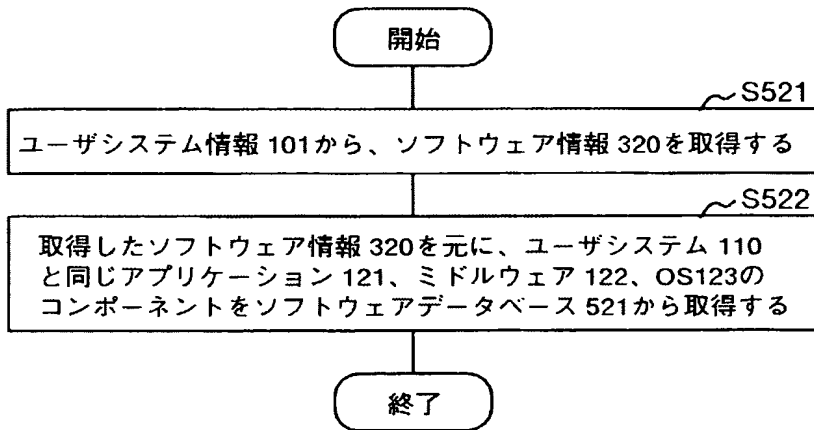 開始
S521
ユーザシステム情報 101から、ソフトウェア情報 320を取得する
S522
取得したソフトウェア情報 320を元に、ユーザシステム 110
と同じアプリケーション 121、ミドルウェア 122、OS123の
コンポーネントをソフトウェアデータベース 521から取得する
終了